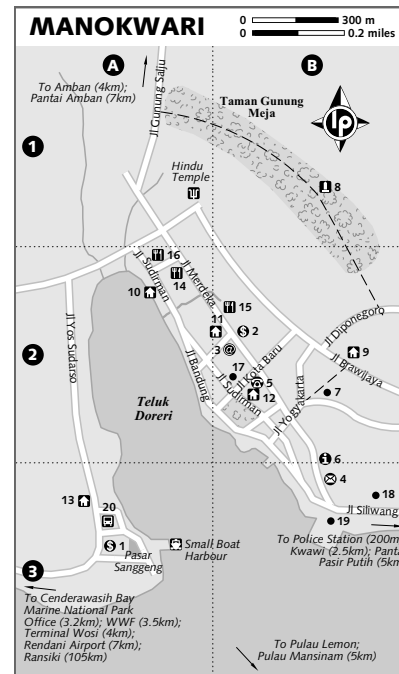 MANOKWARI
0 300 m
0 0.2 miles
A
B
To Amban (4km);
Pantai Amban (7km)
Jl Gunung Salju
Taman Gunung
Meja
lp
1
Hindu
Temple
8
16
Jl Sudirman
Jl Merdeka
14
10
15
11
2
Jl Diponegoro
3 @
Jl Kota Baru
Jl Brawijaya
9
2
Jl Yos Sudarso
Jl Bandung
17
Jl Sudirman
5
12
7
Jl Yogyakarta
Teluk
Doreri
6
4
18
13
20
Jl Siliwang
19
1
Small Boat
Harbour
Pasar
Sanggeng
To Police Station (200m
Kwawi (2.5km); Panta
Pasir Putih (5km
3
To Cenderawasih Bay
Marine National Park
Office (3.2km); WWF (3.5km);
Terminal Wosi (4km);
Rendani Airport (7km);
Ransiki (105km)
To Pulau Lemon;
Pulau Mansinam (5km)